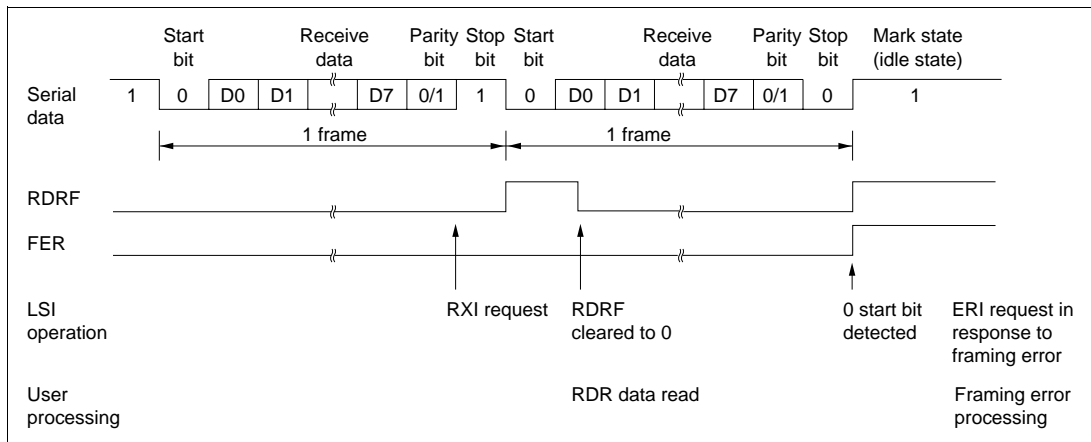 Start bit
Receive data
Parity bit
Stop bit
Start bit
Receive data
Parity bit
Stop bit
Mark state (idle state)
Serial data
1 0 D0 D1 D7 0/1 1 0 D0 D1 D7 0/1 0 1
1 frame 1 frame
RDRF
FER
LSI operation
RXI request
RDRF cleared to 0
0 start bit detected
ERI request in response to framing error
User processing
RDR data read
Framing error processing